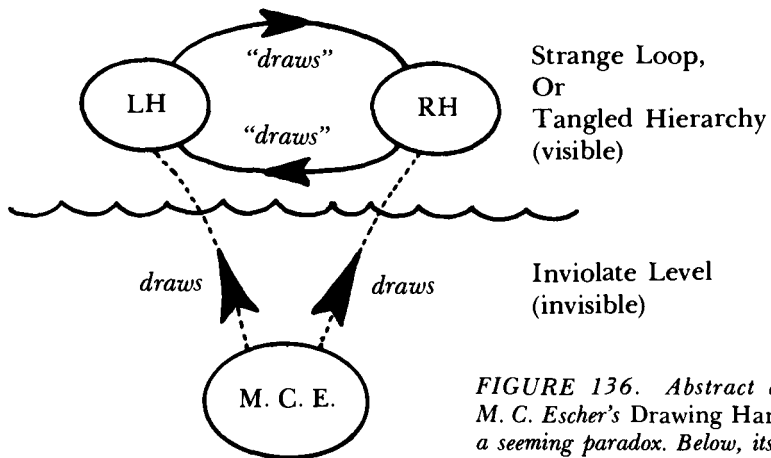 "draws"
LH
RH
"draws"
Strange Loop,
Or
Tangled Hierarchy
(visible)
draws
draws
Inviolate Level
(invisible)
M. C. E.
FIGURE 136. Abstract
M. C. Escher's Drawing
a seeming paradox. Below, its